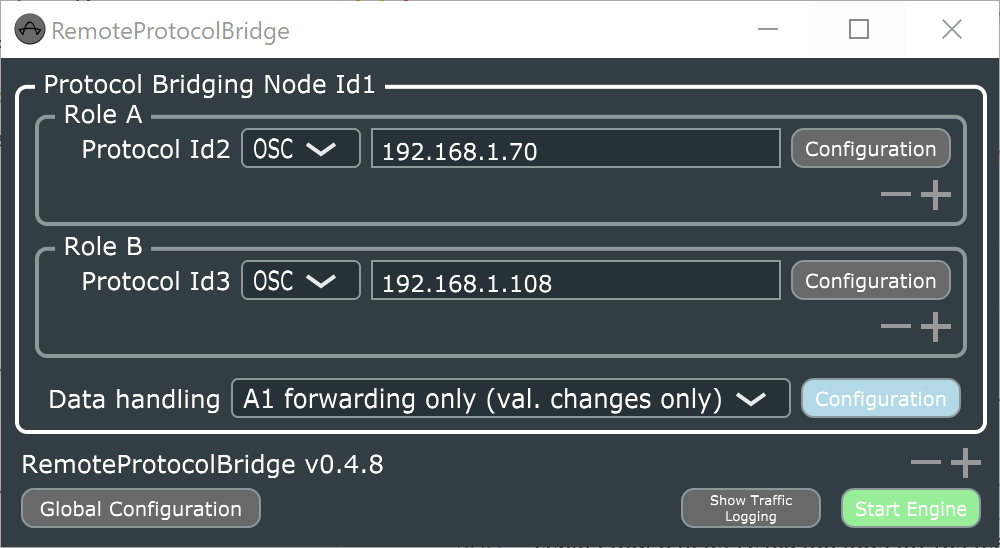 RemoteProtocolBridge
Protocol Bridging Node Id1
Role A
Protocol Id2 OSC 192.168.1.70 Configuration
Role B
Protocol Id3 OSC 192.168.1.108 Configuration
Data handling A1 forwarding only (val. changes only) Configuration
RemoteProtocolBridge v0.4.8
Global Configuration Show Traffic Logging Start Engine